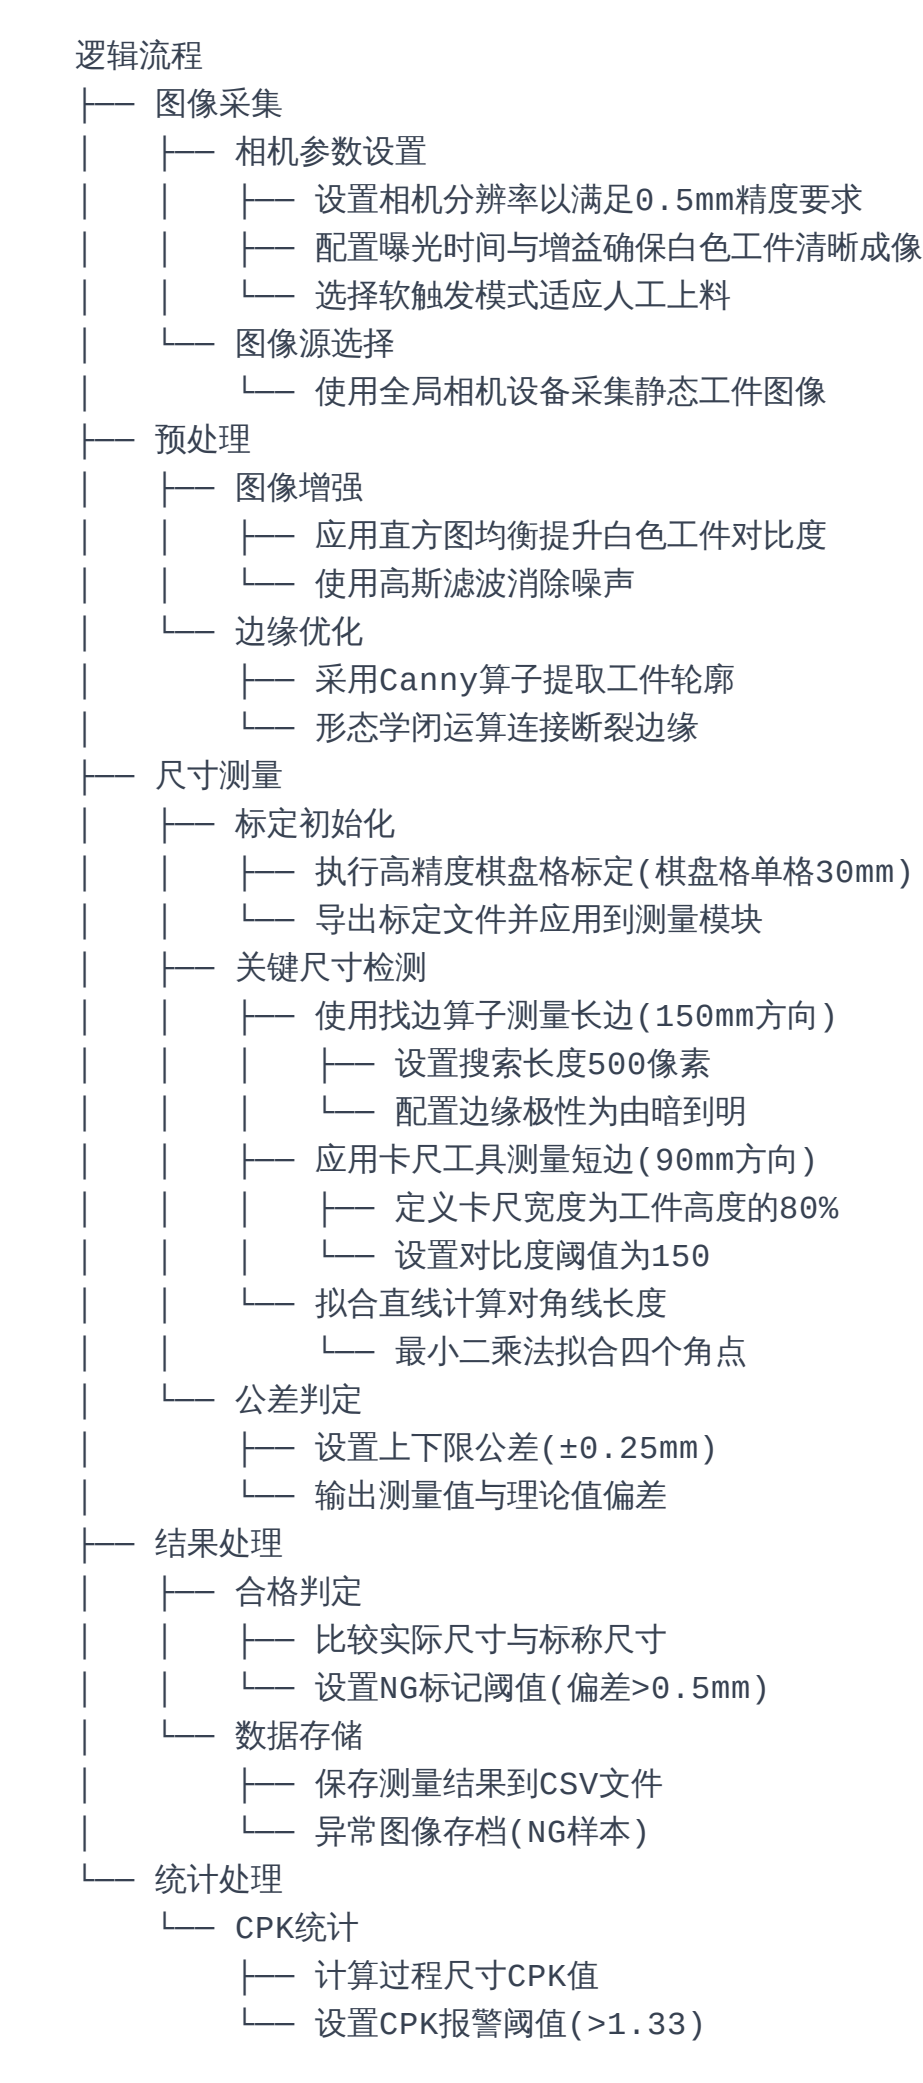 逻辑流程
├── 图像采集
│   ├── 相机参数设置
│   │   ├── 设置相机分辨率以满足0.5mm精度要求
│   │   ├── 配置曝光时间与增益确保白色工件清晰成像
│   │   └── 选择软触发模式适应人工上料
│   └── 图像源选择
│       └── 使用全局相机设备采集静态工件图像
├── 预处理
│   ├── 图像增强
│   │   ├── 应用直方图均衡提升白色工件对比度
│   │   └── 使用高斯滤波消除噪声
│   └── 边缘优化
│       ├── 采用Canny算子提取工件轮廓
│       └── 形态学闭运算连接断裂边缘
├── 尺寸测量
│   ├── 标定初始化
│   │   ├── 执行高精度棋盘格标定(棋盘格单格30mm)
│   │   └── 导出标定文件并应用到测量模块
│   ├── 关键尺寸检测
│   │   ├── 使用找边算子测量长边(150mm方向)
│   │   │   ├── 设置搜索长度500像素
│   │   │   └── 配置边缘极性为由暗到明
│   │   ├── 应用卡尺工具测量短边(90mm方向)
│   │   │   ├── 定义卡尺宽度为工件高度的80%
│   │   │   └── 设置对比度阈值为150
│   │   └── 拟合直线计算对角线长度
│   │       └── 最小二乘法拟合四个角点
│   └── 公差判定
│       ├── 设置上下限公差(±0.25mm)
│       └── 输出测量值与理论值偏差
├── 结果处理
│   ├── 合格判定
│   │   ├── 比较实际尺寸与标称尺寸
│   │   └── 设置NG标记阈值(偏差>0.5mm)
│   └── 数据存储
│       ├── 保存测量结果到CSV文件
│       └── 异常图像存档(NG样本)
└── 统计处理
    └── CPK统计
        ├── 计算过程尺寸CPK值
        └── 设置CPK报警阈值(>1.33)